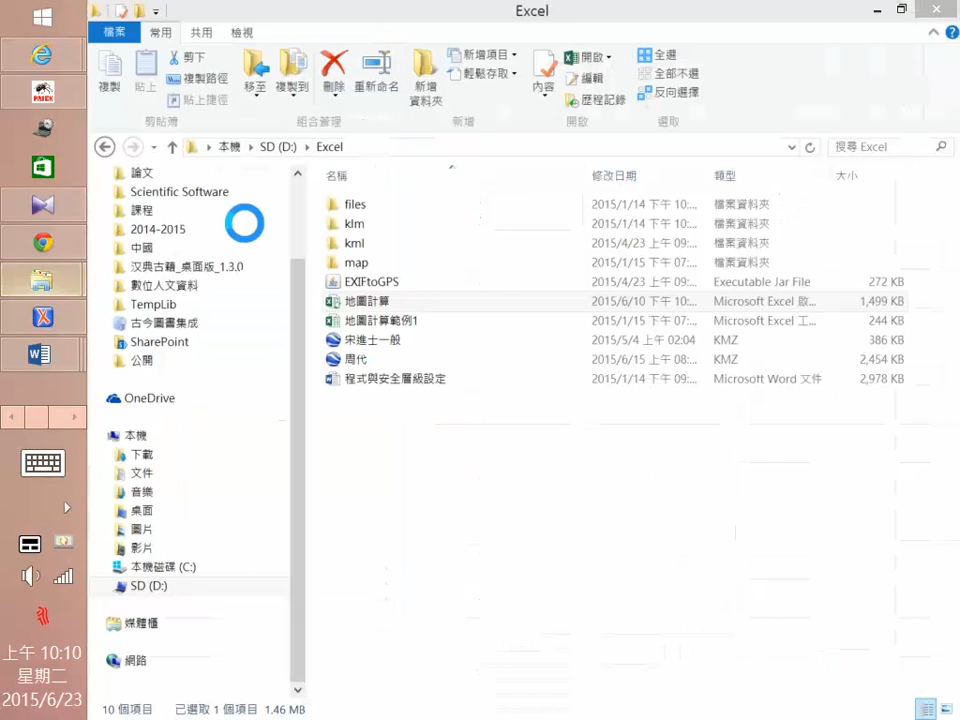 Excel
檔案 常用 共用 檢視
複製
貼上
剪下
複製路徑
貼上捷徑
剪貼簿
移至
複製到
刪除
重新命名
組合管理
新增
資料夾
新增項目
輕鬆存取
新增
內容
開啟
編輯
歷程記錄
開啟
全選
全部不選
反向選擇
選取
本機 SD (D:) Excel
搜尋 Excel
論文
Scientific Software
課程
2014-2015
中國
汉典古籍_桌面版_1.3.0
數位人文資料
TempLib
古今圖書集成
SharePoint
公開
OneDrive
本機
下載
文件
音樂
桌面
圖片
影片
本機磁碟 (C:)
SD (D:)
媒體櫃
網路
名稱 修改日期 類型 大小
files 2015/1/14 下午 10:... 檔案資料夾
klm 2015/1/14 下午 10:... 檔案資料夾
kml 2015/4/23 上午 09:... 檔案資料夾
map 2015/1/15 下午 07:... 檔案資料夾
EXIFtoGPS 2015/4/23 上午 09:... Executable Jar File 272 KB
地圖計算 2015/6/10 下午 10:... Microsoft Excel 啟... 1,499 KB
地圖計算範例1 2015/1/15 下午 07:... Microsoft Excel 工... 244 KB
宋進士一般 2015/5/4 上午 02:04 KMZ 386 KB
周代 2015/6/15 上午 08:... KMZ 2,454 KB
程式與安全層級設定 2015/1/14 下午 09:... Microsoft Word 文件 2,978 KB
10 個項目 已選取 1 個項目 1.46 MB
PAJEK
上午 10:10
星期二
2015/6/23